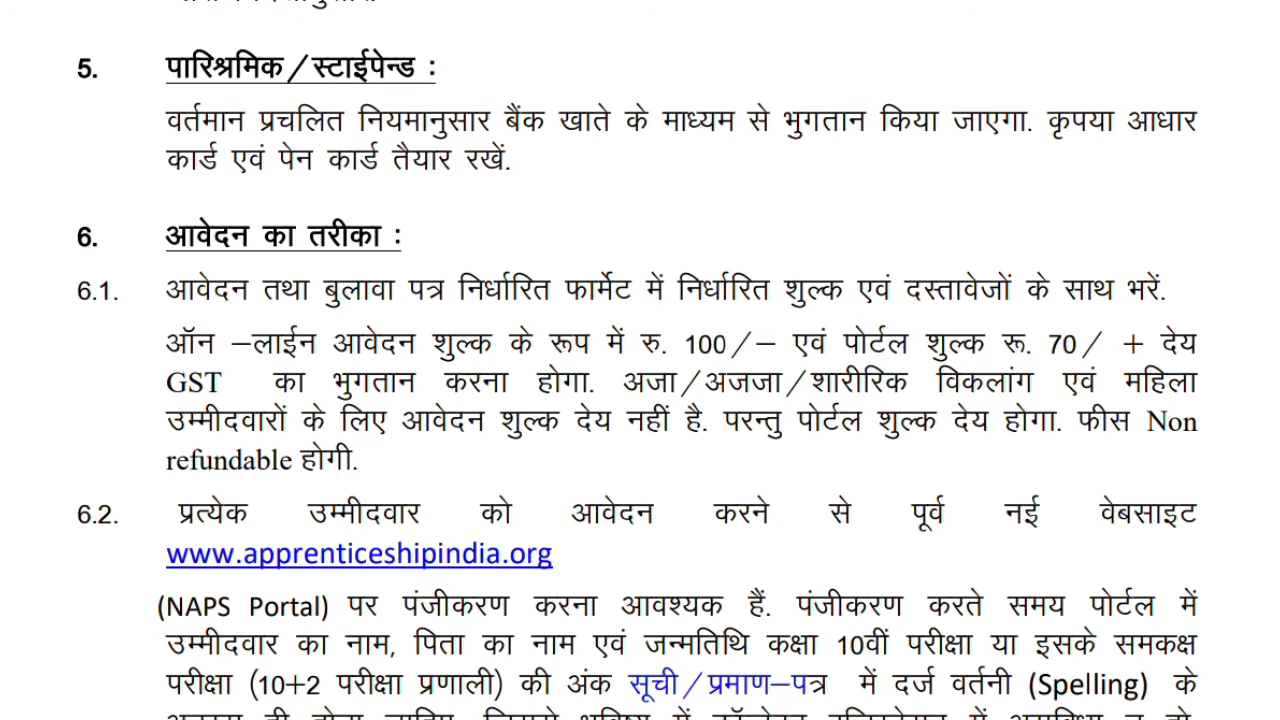 5. पारिश्रमिक/स्टाईपेन्ड :
वर्तमान प्रचलित नियमानुसार बैंक खाते के माध्यम से भुगतान किया जाएगा. कृपया आधार
कार्ड एवं पेन कार्ड तैयार रखें.
6. आवेदन का तरीका :
6.1. आवेदन तथा बुलावा पत्र निर्धारित फार्मेट में निर्धारित शुल्क एवं दस्तावेजों के साथ भरें.
ऑन –लाईन आवेदन शुल्क के रूप में रु. 100/– एवं पोर्टल शुल्क रू. 70/ + देय
GST का भुगतान करना होगा. अजा/अजजा/शारीरिक विकलांग एवं महिला
उम्मीदवारों के लिए आवेदन शुल्क देय नहीं है. परन्तु पोर्टल शुल्क देय होगा. फीस Non
refundable होगी.
6.2. प्रत्येक उम्मीदवार को आवेदन करने से पूर्व नई वेबसाइट
www.apprenticeshipindia.org
(NAPS Portal) पर पंजीकरण करना आवश्यक हैं. पंजीकरण करते समय पोर्टल में
उम्मीदवार का नाम, पिता का नाम एवं जन्मतिथि कक्षा 10वीं परीक्षा या इसके समकक्ष
परीक्षा (10+2 परीक्षा प्रणाली) की अंक सूची/प्रमाण–पत्र में दर्ज वर्तनी (Spelling) के